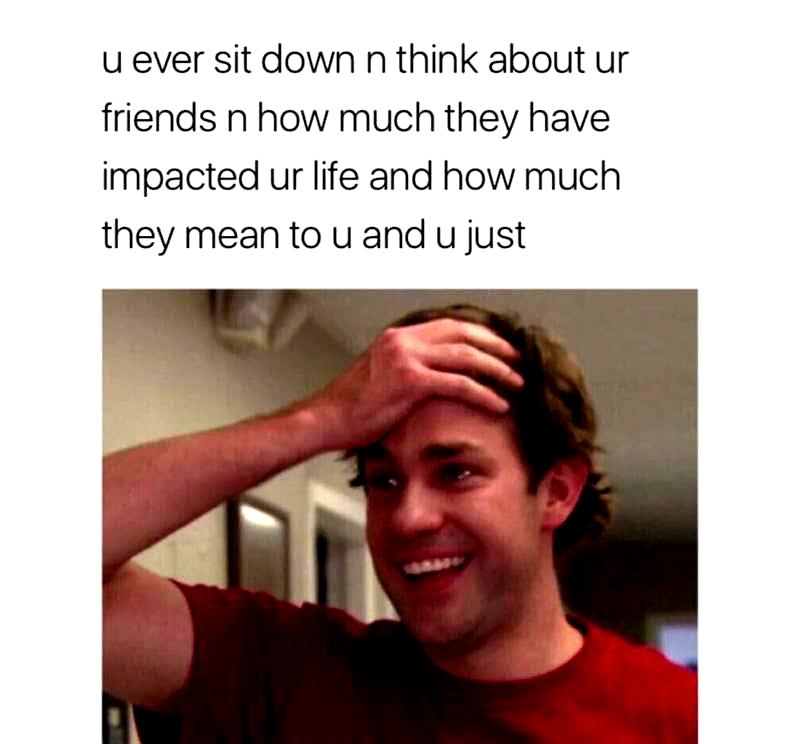 u ever sit down n think about ur
friends n how much they have
impacted ur life and how much
they mean to u and u just